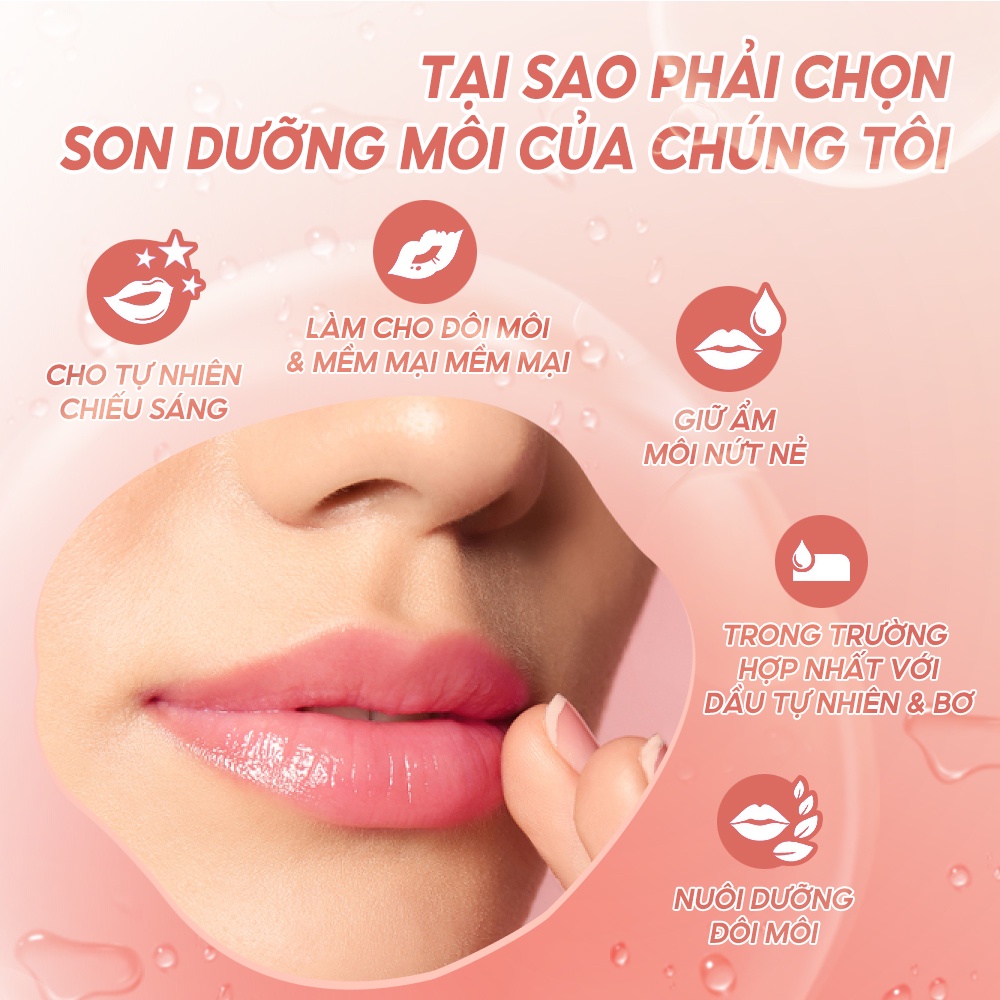 TẠI SAO PHẢI CHỌN
SON DƯỠNG MÔI CỦA CHÚNG TÔI
LÀM CHO ĐÔI MÔI
& MỀM MẠI MỀM MẠI
CHO TỰ NHIÊN
CHIẾU SÁNG
GIỮ ẨM
MÔI NỨT NẺ
TRONG TRƯỜNG
HỢP NHẤT VỚI
DẦU TỰ NHIÊN & BƠ
NUÔI DƯỠNG
ĐÔI MÔI